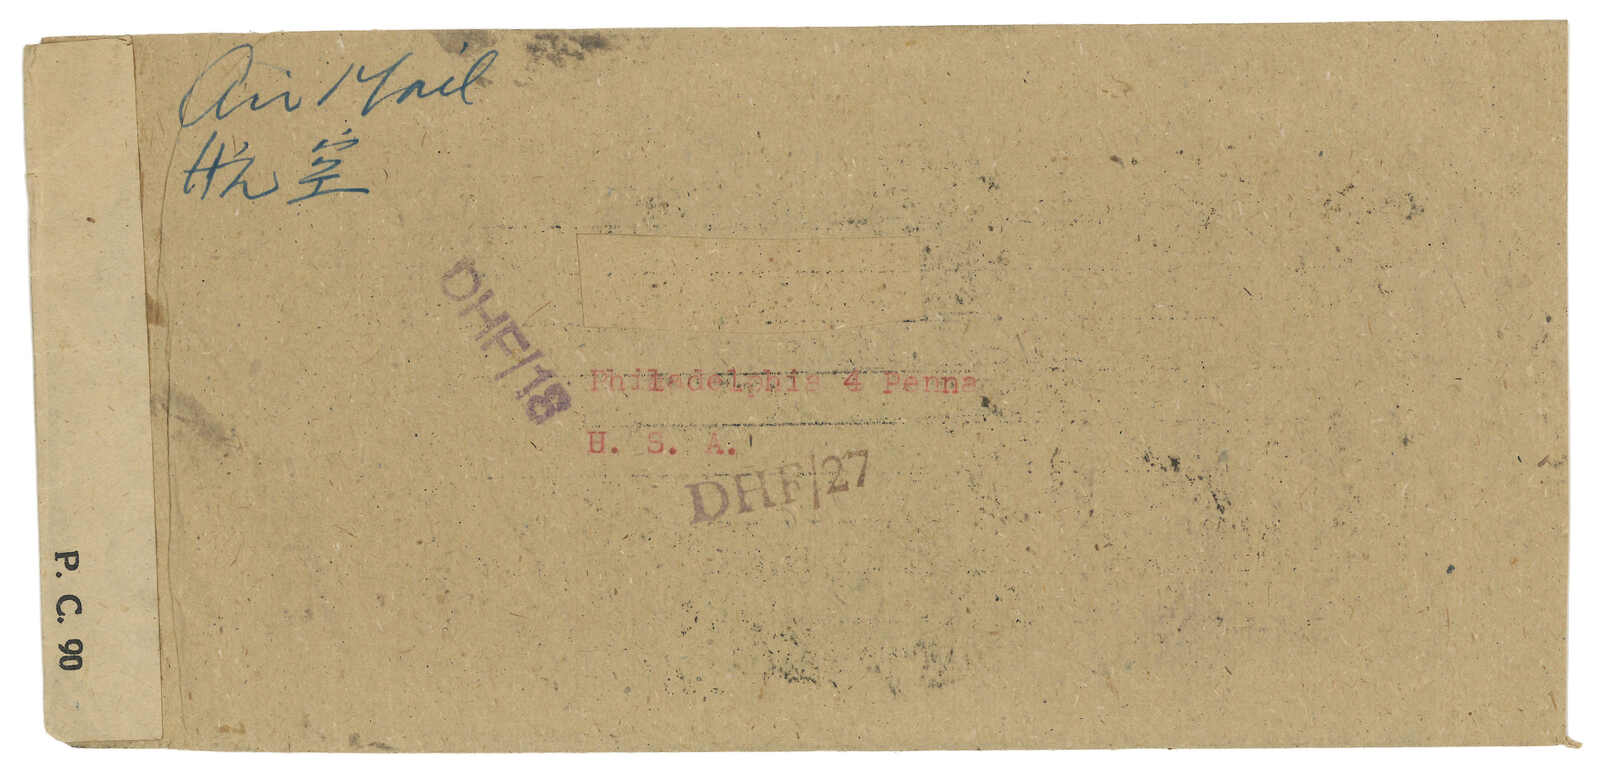 Air Mail
航空
DHF/18
Philadelphia 4 Penna
U. S. A.
DHF/27
P. C. 90